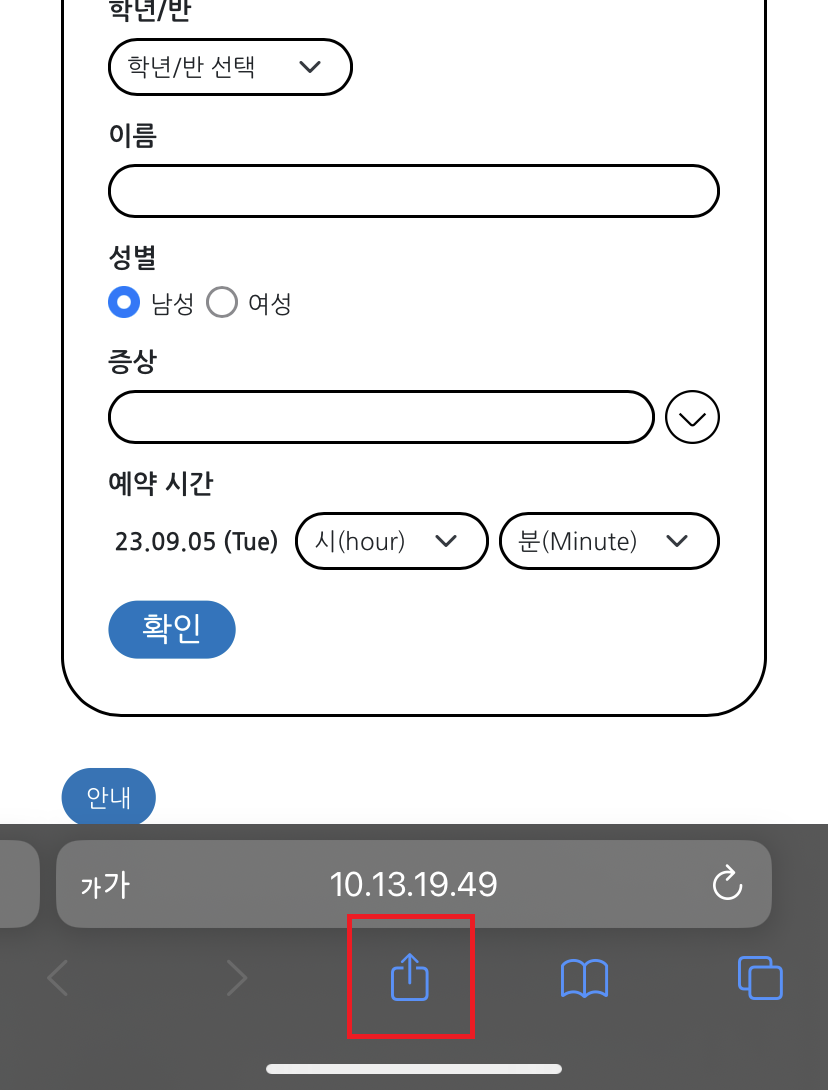 학년/반
학년/반 선택
이름
성별
남성 여성
증상
예약 시간
23.09.05 (Tue) 시(hour) 분(Minute)
확인
안내
가가 10.13.19.49